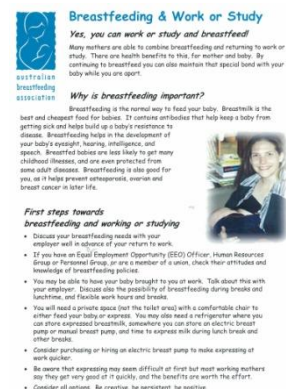 Breastfeeding & Work or Study
Yes, you can work or study and breastfeed!
Many mothers are able to combine breastfeeding and returning to work or
study. There are health benefits to this, for mother and baby. By
continuing to breastfeed you can also maintain that special bond with your
baby while you are apart.
australian
breastfeeding
association
Why is breastfeeding important?
Breastfeeding is the normal way to feed your baby. Breastmilk is the
best and cheapest food for babies. It contains antibodies that help keep a baby from
getting sick and helps build up a baby's resistance to
disease. Breastfeeding helps in the development of
your baby's eyesight, hearing, intelligence, and
speech. Breastfed babies are less likely to get many
childhood illnesses, and are even protected from
some adult diseases. Breastfeeding is also good for
you, as it helps prevent osteoporosis, ovarian and
breast cancer in later life.
First steps towards
breastfeeding and working or studying
• Discuss your breastfeeding needs with your
employer well in advance of your return to work.
• If you have an Equal Employment Opportunity (EEO) Officer, Human Resources
Group or Personnel Group, or are a member of a union, check their attitudes and
knowledge of breastfeeding policies.
• You may be able to have your baby brought to you at work. Talk about this with
your employer. Discuss also the possibility of breastfeeding during breaks and
lunchtime, and flexible work hours and breaks.
• You will need a private space (not the toilet area) with a comfortable chair to
either feed your baby or express. You may also need a refrigerator where you
can store expressed breastmilk, somewhere you can store an electric breast
pump or manual breast pump, and time to express milk during lunch break and
other breaks.
• Consider purchasing or hiring an electric breast pump to make expressing at
work quicker.
• Be aware that expressing may seem difficult at first but most working mothers
say they get very good at it quickly, and the benefits are worth the effort.
• Consider all options. Be creative, be persistent, be positive.